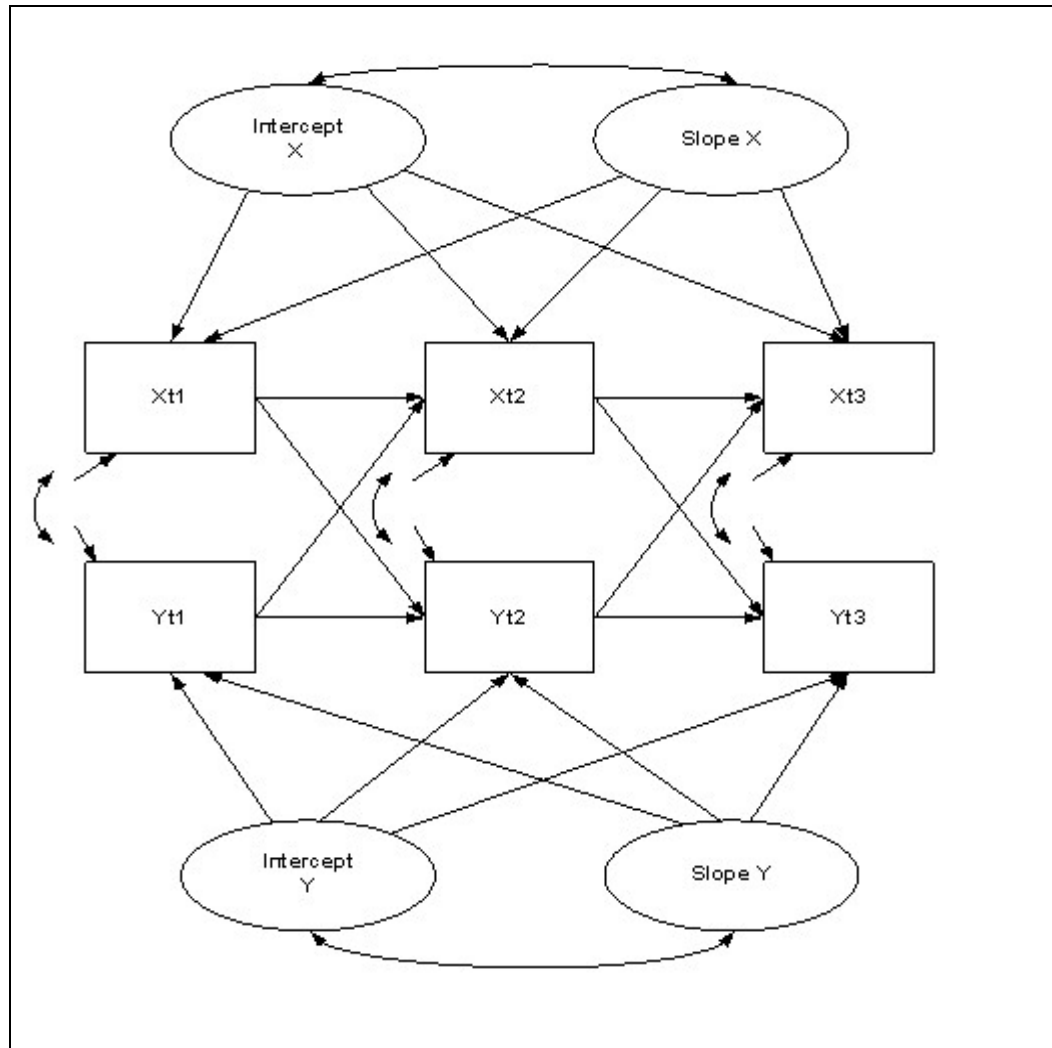 Intercept
X
Slope X
Xt1
Xt2
Xt3
Yt1
Yt2
Yt3
Intercept
Y
Slope Y